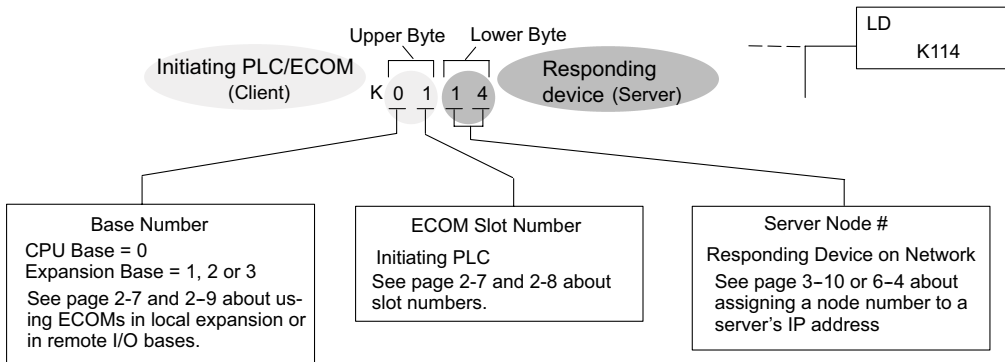 Upper Byte Lower Byte
LD
K114
Initiating PLC/ECOM
(Client)
K 0 1 1 4
Responding
device (Server)
Base Number
CPU Base = 0
Expansion Base = 1, 2 or 3
See page 2-7 and 2-9 about us-
ing ECOMs in local expansion or
in remote I/O bases.
ECOM Slot Number
Initiating PLC
See page 2-7 and 2-8 about
slot numbers.
Server Node #
Responding Device on Network
See page 3-10 or 6-4 about
assigning a node number to a
server's IP address